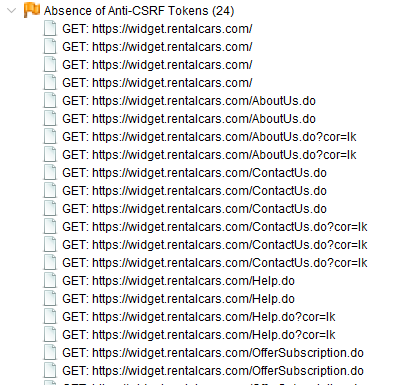 Absence of Anti-CSRF Tokens (24)
GET: https://widget.rentalcars.com/
GET: https://widget.rentalcars.com/
GET: https://widget.rentalcars.com/
GET: https://widget.rentalcars.com/
GET: https://widget.rentalcars.com/AboutUs.do
GET: https://widget.rentalcars.com/AboutUs.do
GET: https://widget.rentalcars.com/AboutUs.do?cor=lk
GET: https://widget.rentalcars.com/AboutUs.do?cor=lk
GET: https://widget.rentalcars.com/ContactUs.do
GET: https://widget.rentalcars.com/ContactUs.do
GET: https://widget.rentalcars.com/ContactUs.do
GET: https://widget.rentalcars.com/ContactUs.do?cor=lk
GET: https://widget.rentalcars.com/ContactUs.do?cor=lk
GET: https://widget.rentalcars.com/ContactUs.do?cor=lk
GET: https://widget.rentalcars.com/Help.do
GET: https://widget.rentalcars.com/Help.do
GET: https://widget.rentalcars.com/Help.do?cor=lk
GET: https://widget.rentalcars.com/Help.do?cor=lk
GET: https://widget.rentalcars.com/OfferSubscription.do
GET: https://widget.rentalcars.com/OfferSubscription.do